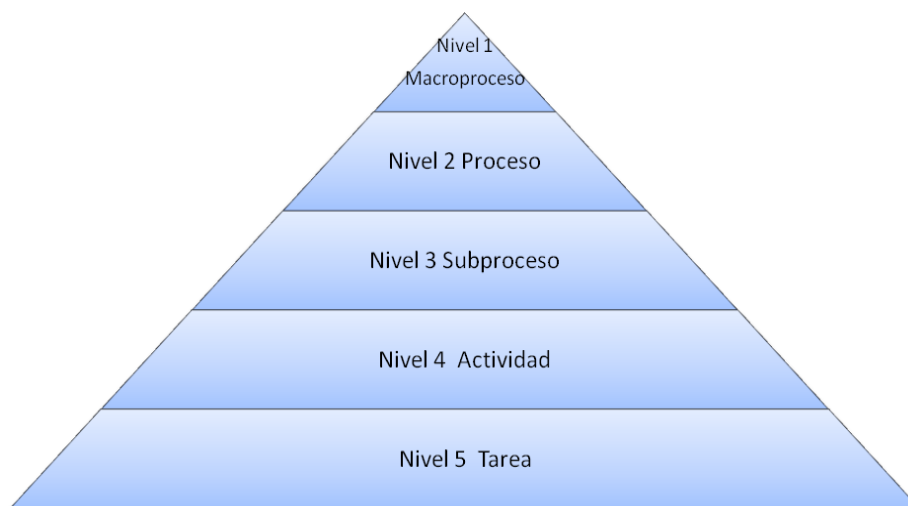 Nivel 1
Macroproceso
Nivel 2 Proceso
Nivel 3 Subproceso
Nivel 4  Actividad
Nivel 5  Tarea